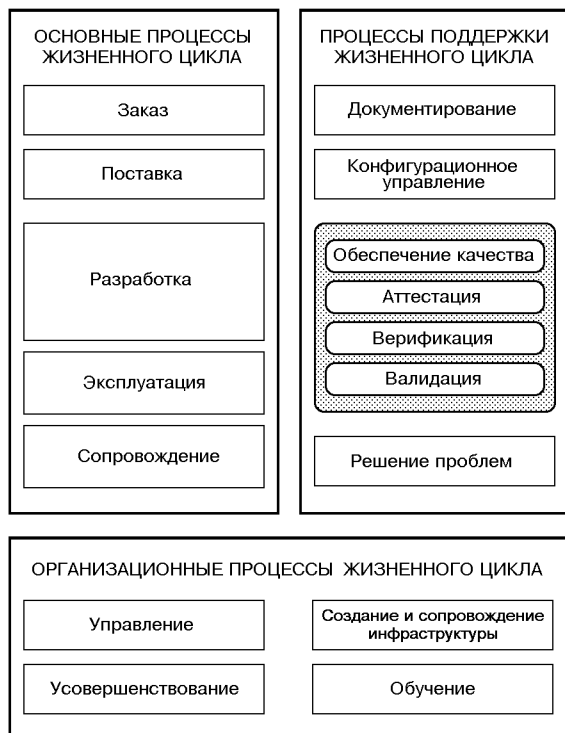 ОСНОВНЫЕ ПРОЦЕССЫ
ЖИЗНЕННОГО ЦИКЛА
Заказ
Поставка
Разработка
Эксплуатация
Сопровождение
ПРОЦЕССЫ ПОДДЕРЖКИ
ЖИЗНЕННОГО ЦИКЛА
Документирование
Конфигурационное
управление
Обеспечение качества
Аттестация
Верификация
Валидация
Решение проблем
ОРГАНИЗАЦИОННЫЕ ПРОЦЕССЫ ЖИЗНЕННОГО ЦИКЛА
Управление
Создание и сопровождение
инфраструктуры
Усовершенствование
Обучение